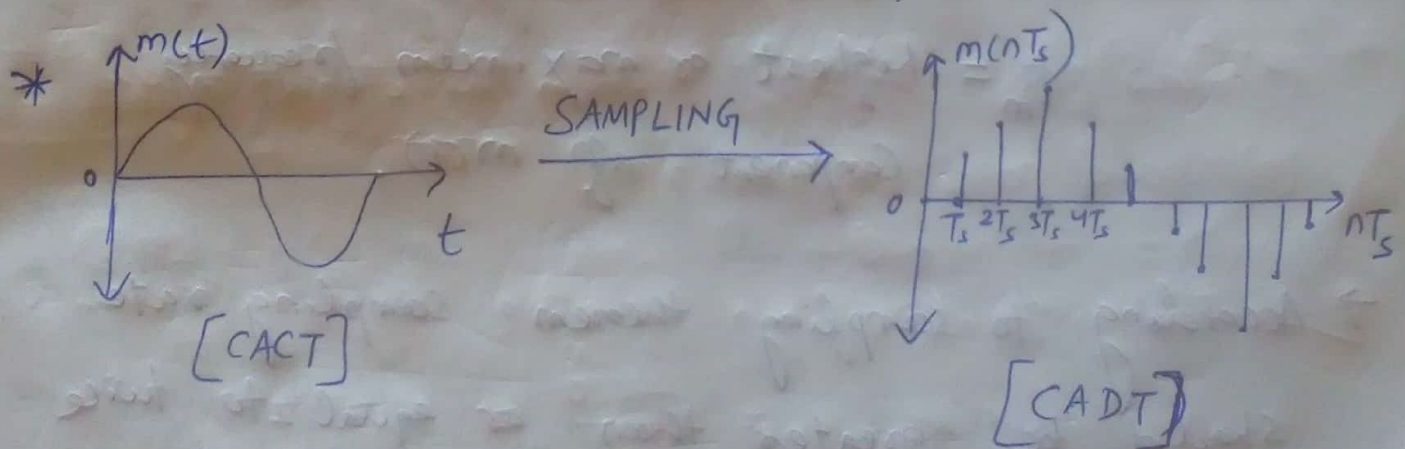 *
m(t)
0
t
[CACT]
SAMPLING
m(nTs)
0
Ts 2Ts 3Ts 4Ts
nTs
[CADT]